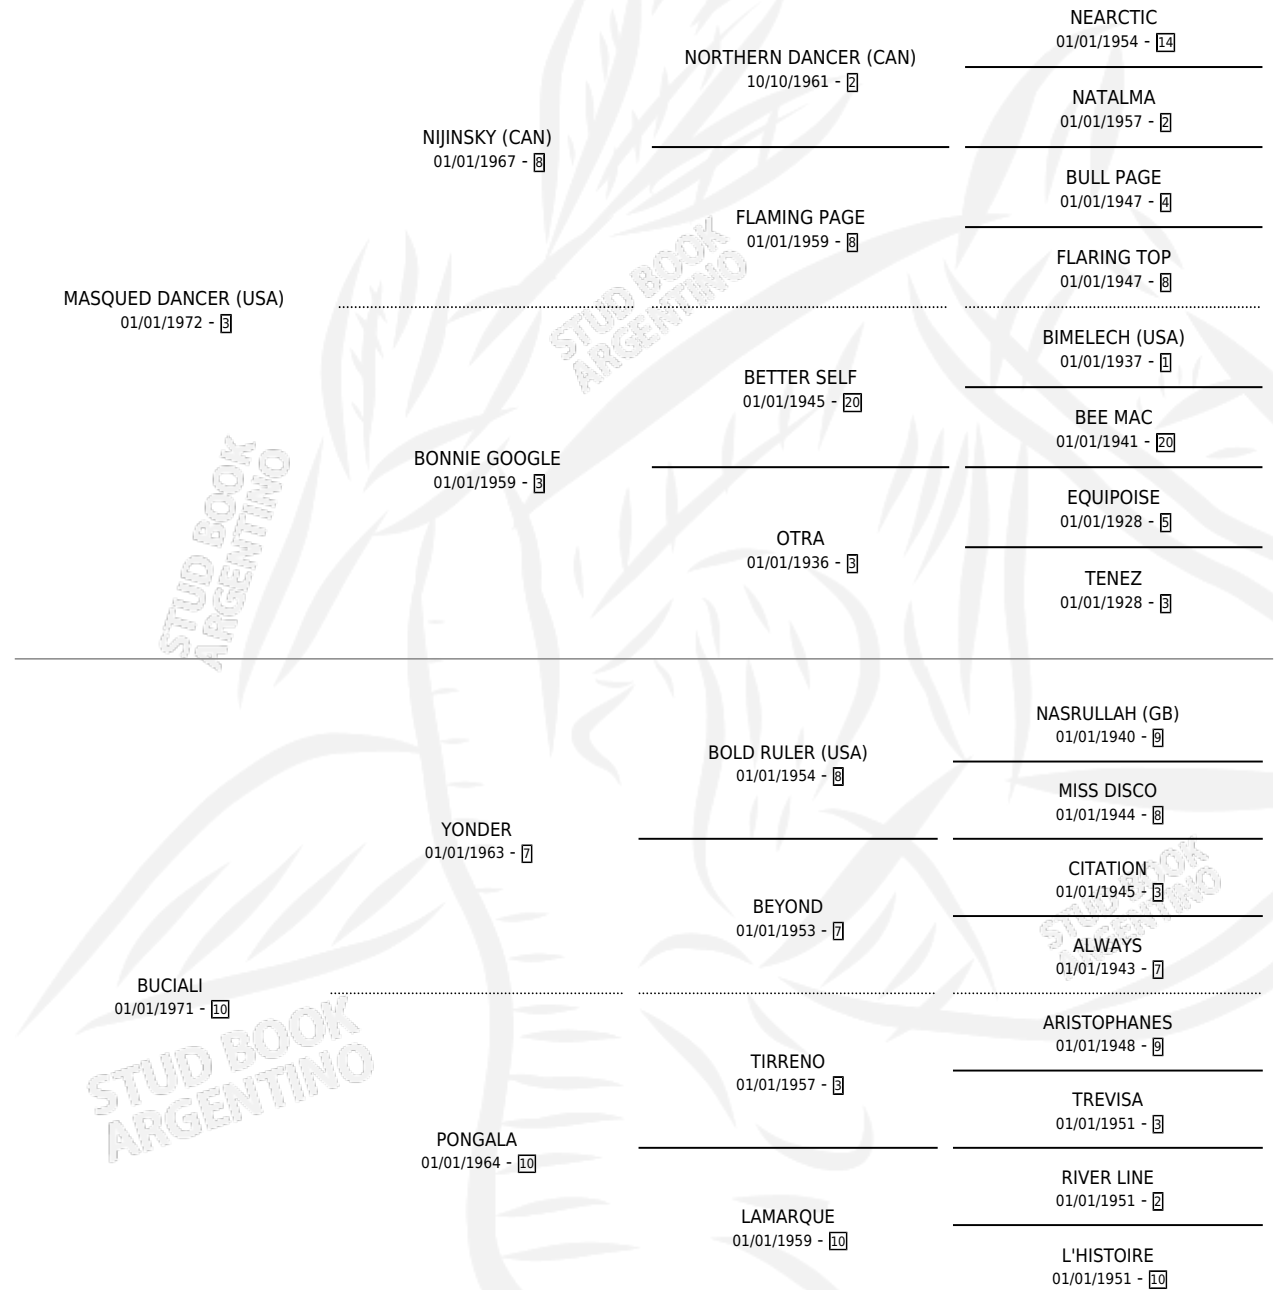 NEARCTIC
01/01/1954 - 14
NORTHERN DANCER (CAN)
10/10/1961 - 2
NATALMA
01/01/1957 - 2
NIJINSKY (CAN)
01/01/1967 - 8
BULL PAGE
01/01/1947 - 4
FLAMING PAGE
01/01/1959 - 8
FLARING TOP
01/01/1947 - 8
MASQUED DANCER (USA)
01/01/1972 - 3
BIMELECH (USA)
01/01/1937 - 1
BETTER SELF
01/01/1945 - 20
BEE MAC
01/01/1941 - 20
BONNIE GOOGLE
01/01/1959 - 3
EQUIPOISE
01/01/1928 - 5
OTRA
01/01/1936 - 3
TENEZ
01/01/1928 - 3
NASRULLAH (GB)
01/01/1940 - 9
BOLD RULER (USA)
01/01/1954 - 8
MISS DISCO
01/01/1944 - 8
YONDER
01/01/1963 - 7
CITATION
01/01/1945 - 3
BEYOND
01/01/1953 - 7
ALWAYS
01/01/1943 - 7
BUCIALI
01/01/1971 - 10
ARISTOPHANES
01/01/1948 - 9
TIRRENO
01/01/1957 - 3
TREVISA
01/01/1951 - 3
PONGALA
01/01/1964 - 10
RIVER LINE
01/01/1951 - 2
LAMARQUE
01/01/1959 - 10
L'HISTOIRE
01/01/1951 - 10
STUD BOOK
ARGENTINO
STUD BOOK
ARGENTINO
STUD BOOK
ARGENTINO
STUD BOOK
ARGENTINO